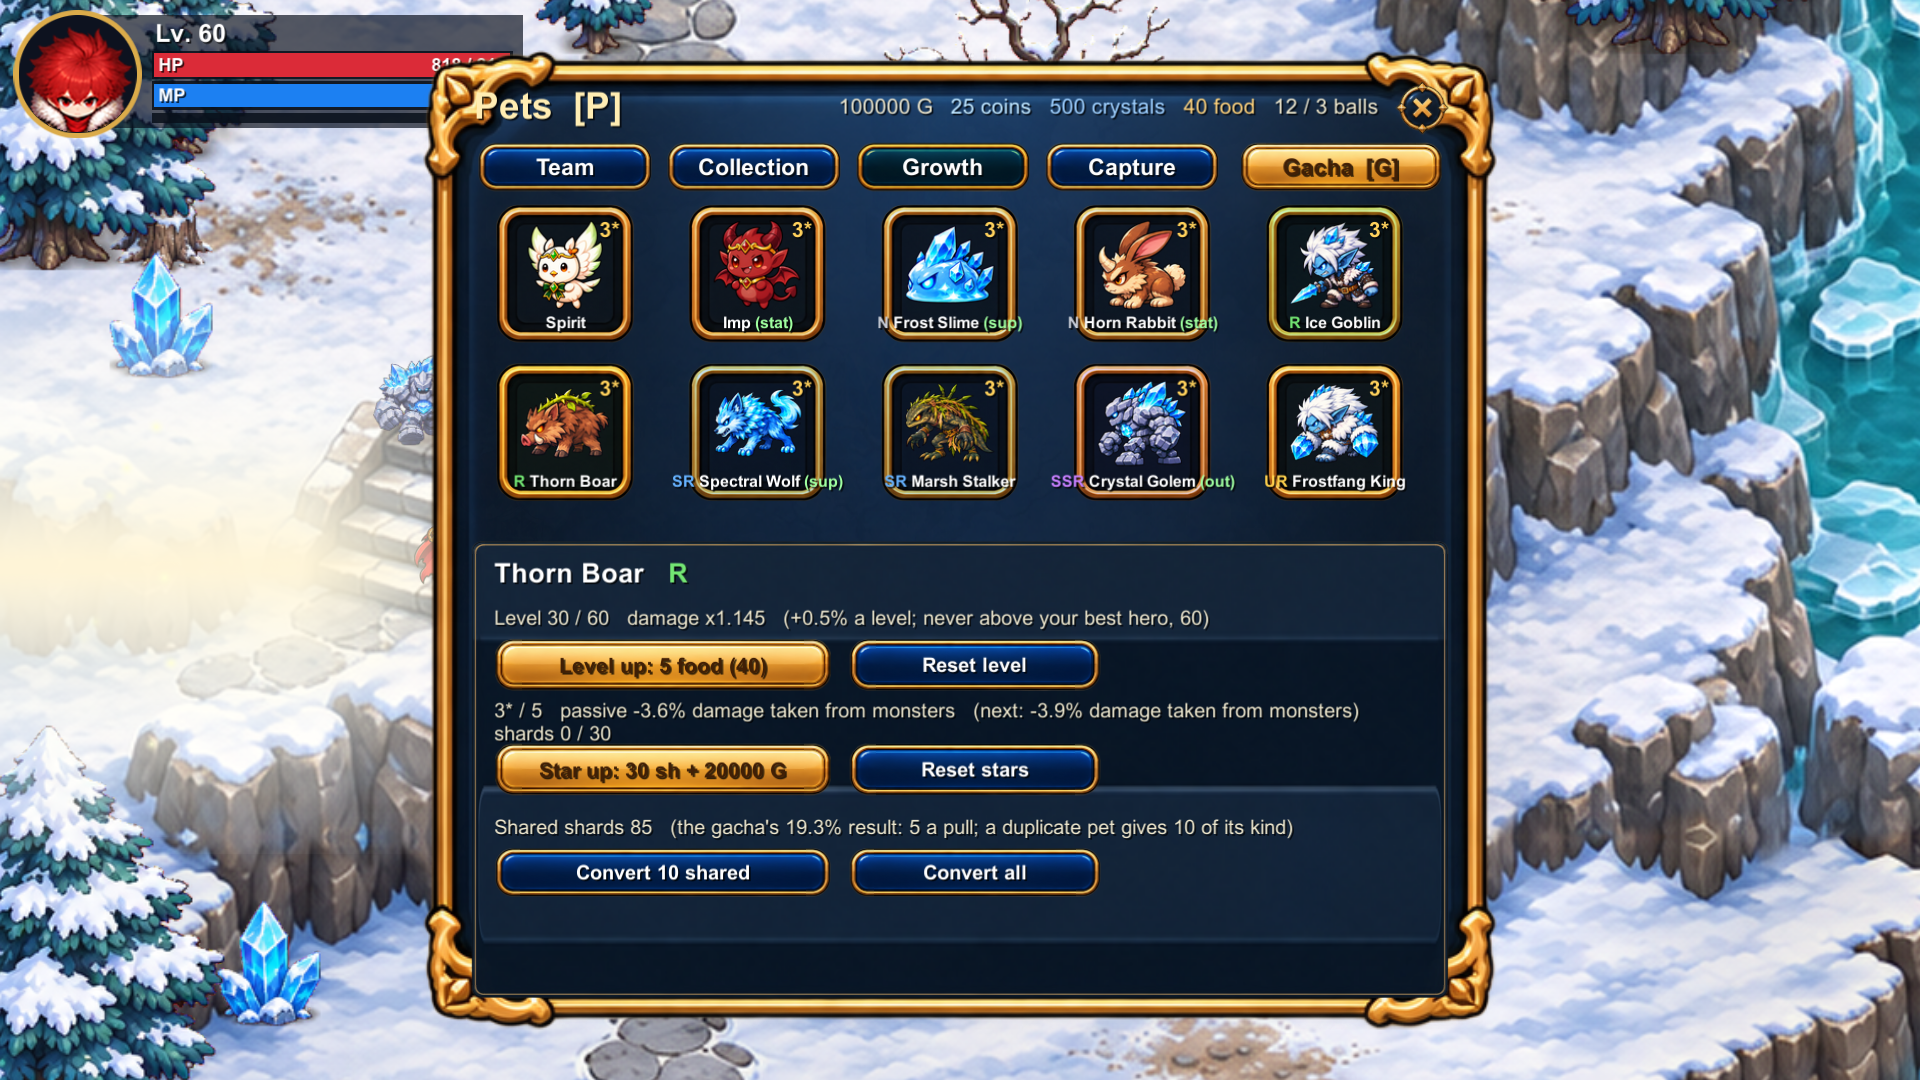 Lv. 60
HP
MP
Pets [P]
100000 G 25 coins 500 crystals 40 food 12 / 3 balls
Team Collection Growth Capture Gacha [G]
3* 3* 3* 3* 3*
Spirit Imp (stat) N Frost Slime (sup) N Horn Rabbit (stat) R Ice Goblin
3* 3* 3* 3* 3*
R Thorn Boar SR Spectral Wolf (sup) SR Marsh Stalker SSR Crystal Golem (out) UR Frostfang King
Thorn Boar R
Level 30 / 60 damage x1.145 (+0.5% a level; never above your best hero, 60)
Level up: 5 food (40) Reset level
3* / 5 passive -3.6% damage taken from monsters (next: -3.9% damage taken from monsters)
shards 0 / 30
Star up: 30 sh + 20000 G Reset stars
Shared shards 85 (the gacha's 19.3% result: 5 a pull; a duplicate pet gives 10 of its kind)
Convert 10 shared Convert all